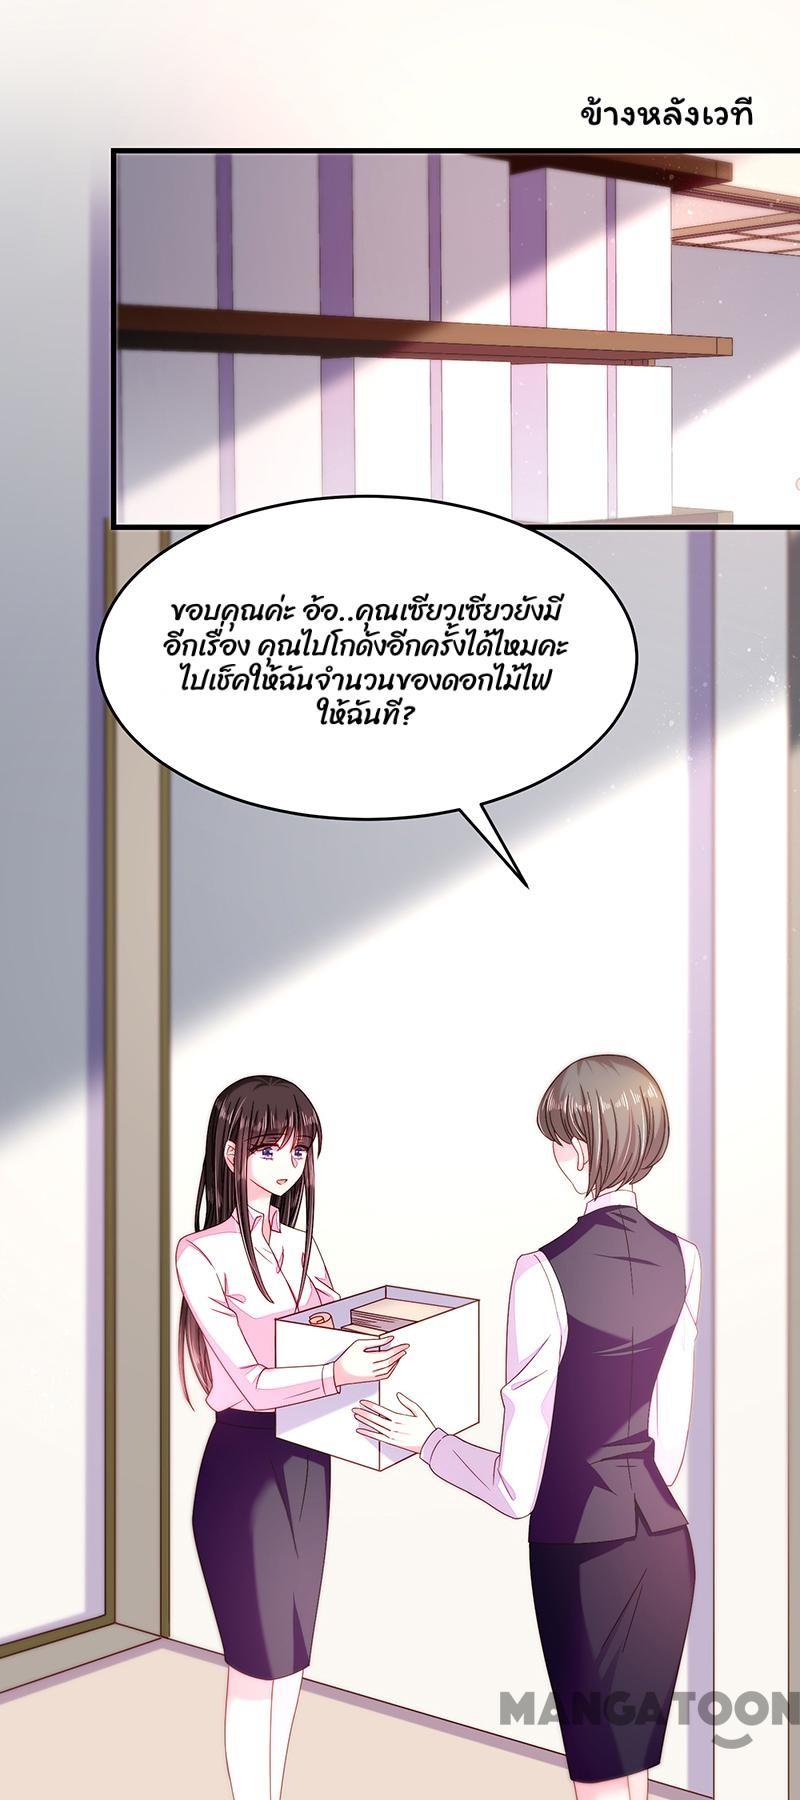 ข้างหลังเวที
ขอบคุณค่ะ อ้อ..คุณเซียวเซียวยังมี
อีกเรื่อง คุณไปโกดังอีกครั้งได้ไหมคะ
ไปเช็คให้ฉันจำนวนของดอกไม้ไฟ
ให้ฉันที?
MANGATOON